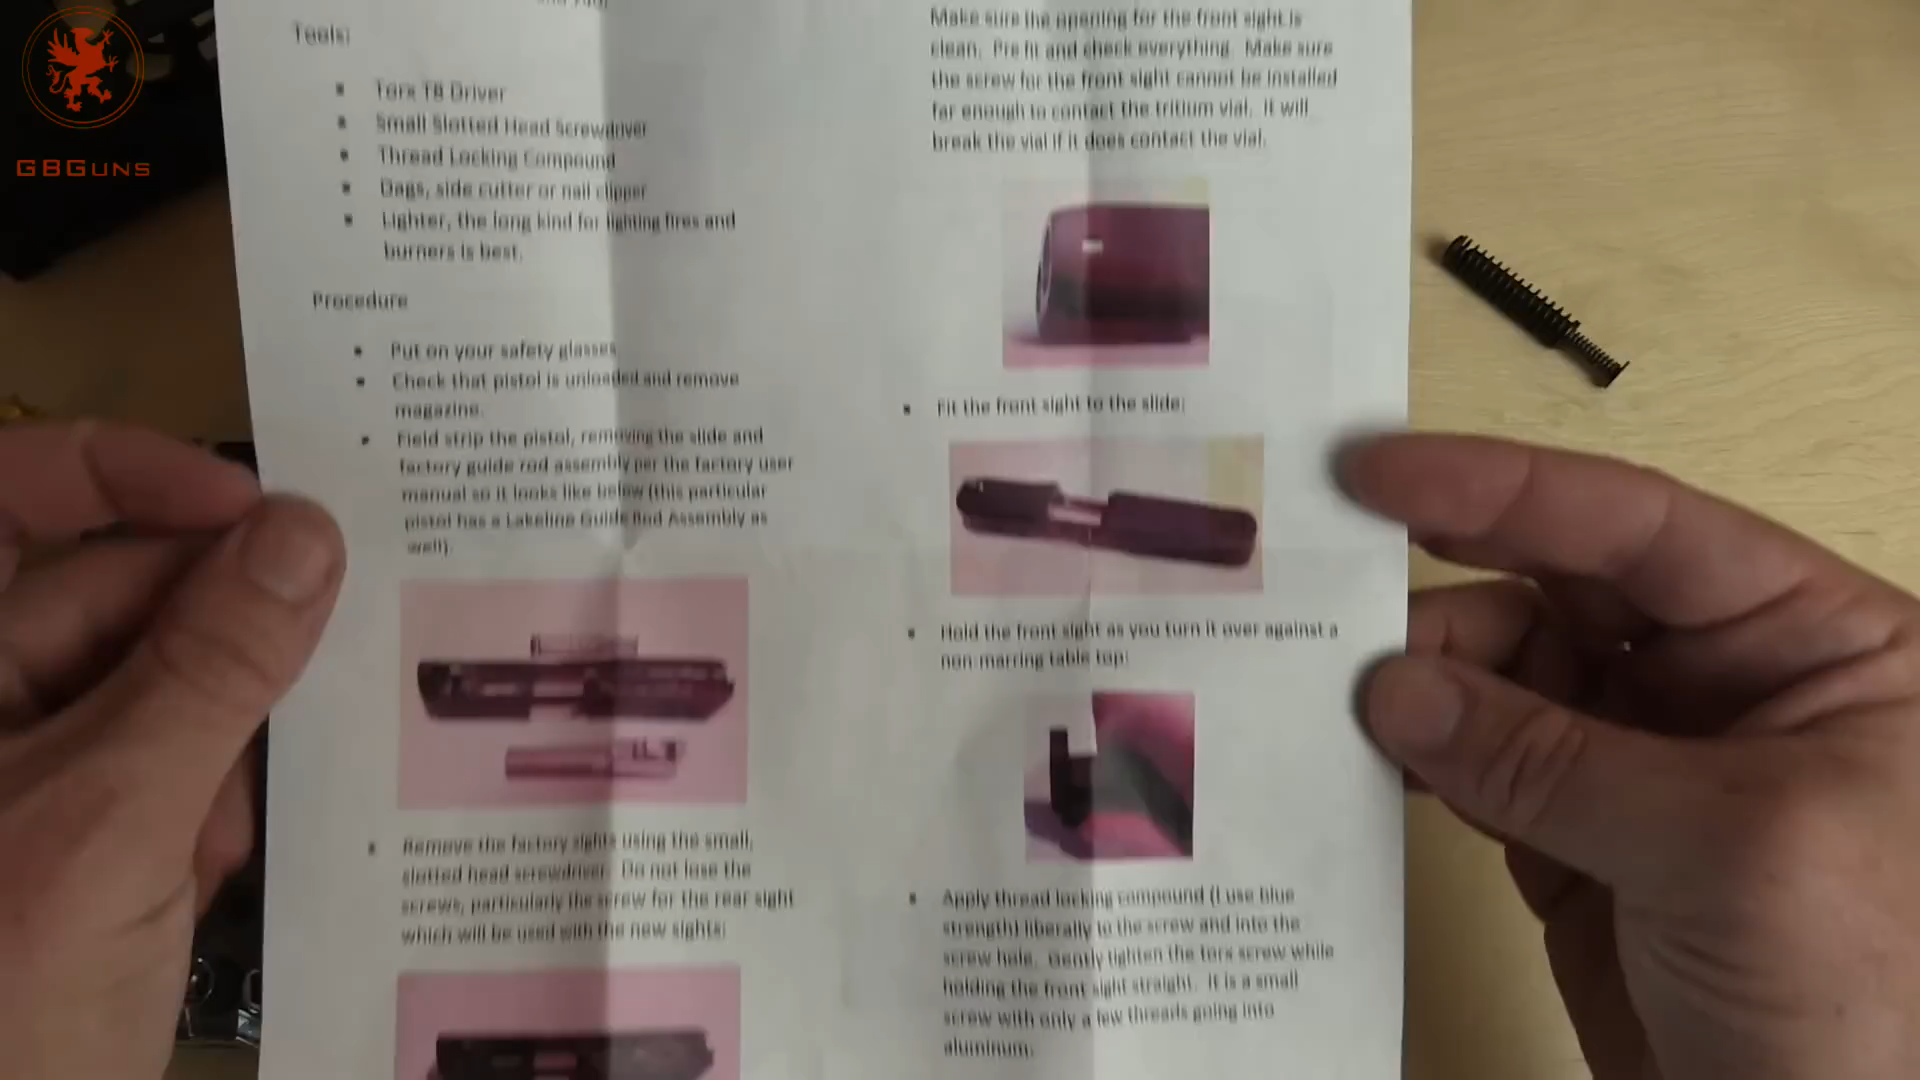 GBGUNS
Tools:
Torx T8 Driver
Small Slotted Head Screwdriver
Thread Locking Compound
Dags, side cutter or nail clipper
Lighter, the long kind for lighting fires and
burners is best.
Procedure
Put on your safety glasses
Check that pistol is unloaded and remove
magazine.
Field strip the pistol, removing the slide and
factory guide rod assembly per the factory user
manual so it looks like below (this particular
pistol has a Lakeline Guide Rod Assembly as
well).
Remove the factory sights using the small,
slotted head screwdriver. Do not lose the
screws, particularly the screw for the rear sight
which will be used with the new sights:
Make sure the opening for the front sight is
clean. Pre fit and check everything. Make sure
the screw for the front sight cannot be installed
far enough to contact the tritium vial. It will
break the vial if it does contact the vial.
Fit the front sight to the slide:
Hold the front sight as you turn it over against a
non-marring table top:
Apply thread locking compound (I use blue
strength) liberally to the screw and into the
screw hole. Gently tighten the torx screw while
holding the front sight straight. It is a small
screw with only a few threads going into
aluminum.